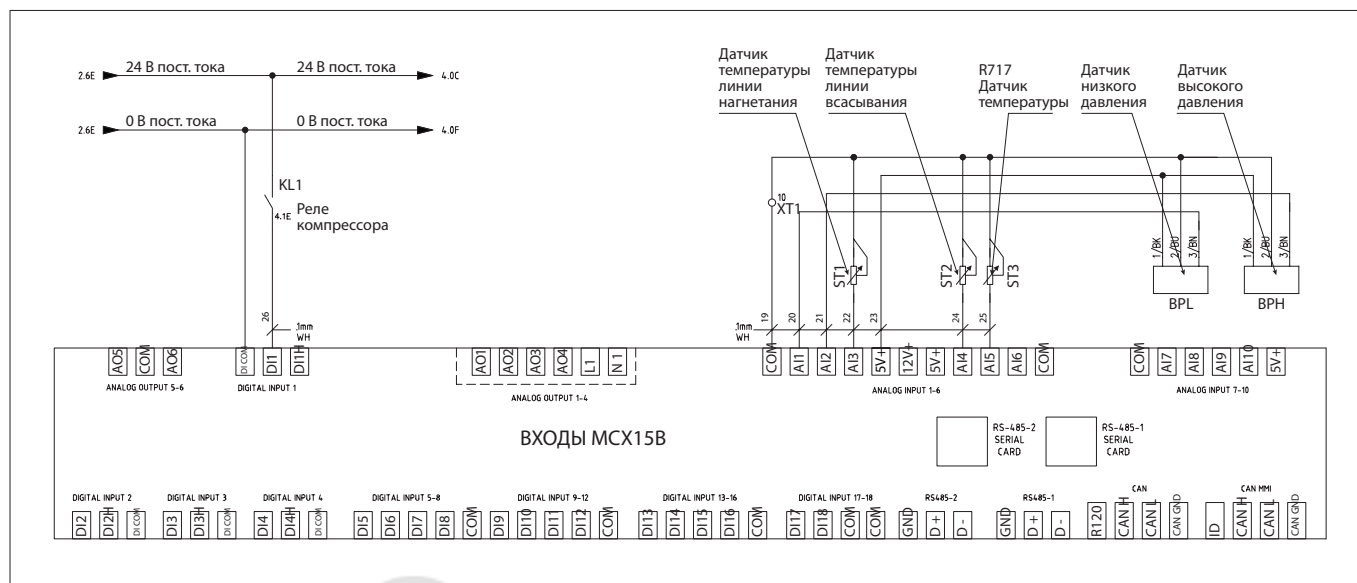 2.6E
24 В пост. тока
24 В пост. тока
4.0C
2.6E
0 В пост. тока
0 В пост. тока
4.0F
KL1
4.1E
Реле
компрессора
Датчик
температуры
линии
нагнетания
Датчик
температуры
линии
всасывания
R717
Датчик
температуры
Датчик
низкого
давления
Датчик
высокого
давления
10
XT1
ST1
ST2
ST3
1/BK
2/BU
3/BN
BPL
1/BK
2/BU
3/BN
BPH
26
.1mm
WH
.1mm
WH
19
20
21
22
23
24
25
AO5
COM
AO6
ANALOG OUTPUT 5-6
DI COM
DI1
DI1H
DIGITAL INPUT 1
AO1
AO2
AO3
AO4
L1
N1
ANALOG OUTPUT 1-4
COM
AI1
AI2
AI3
5V+
12V+
5V+
AI4
AI5
AI6
COM
ANALOG INPUT 1-6
COM
AI7
AI8
AI9
AI10
5V+
ANALOG INPUT 7-10
ВХОДЫ MCX15B
RS-485-2
SERIAL
CARD
RS-485-1
SERIAL
CARD
DIGITAL INPUT 2
DI2
DI2H
DI COM
DIGITAL INPUT 3
DI3
DI3H
DI COM
DIGITAL INPUT 4
DI4
DI4H
DI COM
DIGITAL INPUT 5-8
DI5
DI6
DI7
DI8
COM
DIGITAL INPUT 9-12
DI9
DI10
DI11
DI12
COM
DIGITAL INPUT 13-16
DI13
DI14
DI15
DI16
COM
DIGITAL INPUT 17-18
DI17
DI18
COM
COM
RS485-2
GND
D +
D -
RS485-1
GND
D +
D -
CAN
R120
CAN H
CAN L
CAN GND
CAN MMI
ID
CAN H
CAN L
CAN GND